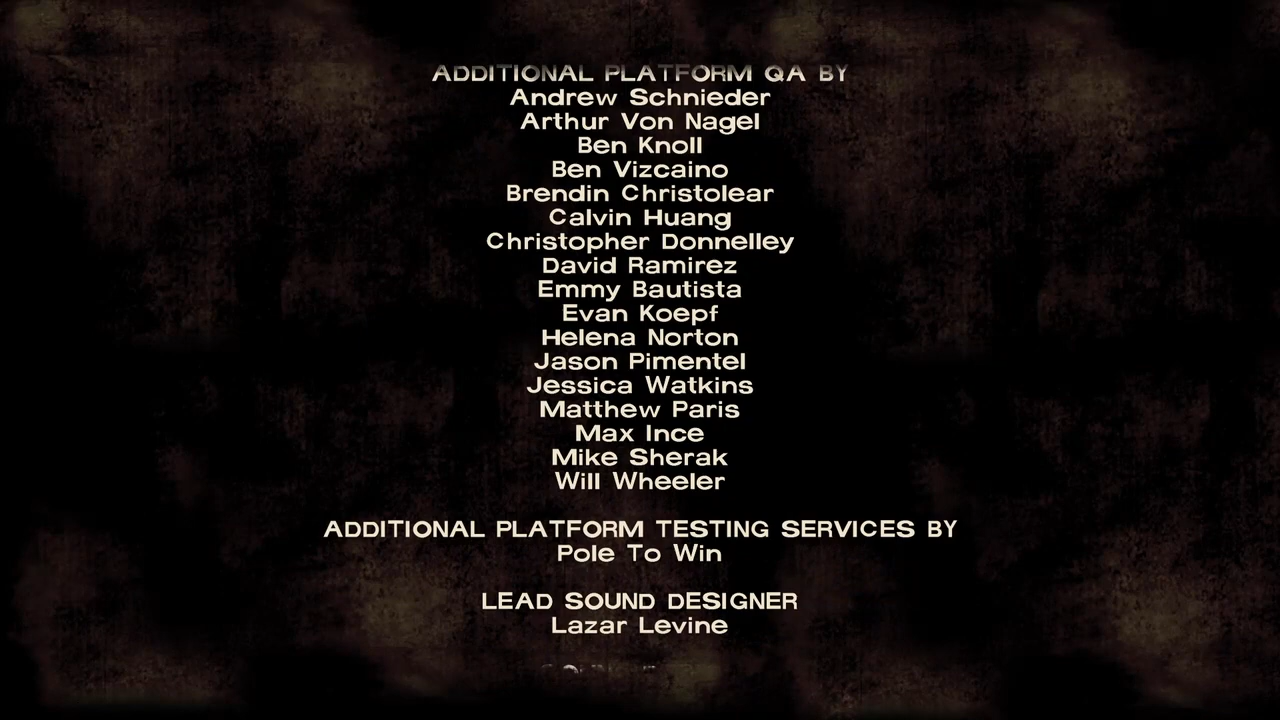 ADDITIONAL PLATFORM QA BY
Andrew Schnieder
Arthur Von Nagel
Ben Knoll
Ben Vizcaino
Brendin Christolear
Calvin Huang
Christopher Donnelley
David Ramirez
Emmy Bautista
Evan Koepf
Helena Norton
Jason Pimentel
Jessica Watkins
Matthew Paris
Max Ince
Mike Sherak
Will Wheeler
ADDITIONAL PLATFORM TESTING SERVICES BY
Pole To Win
LEAD SOUND DESIGNER
Lazar Levine